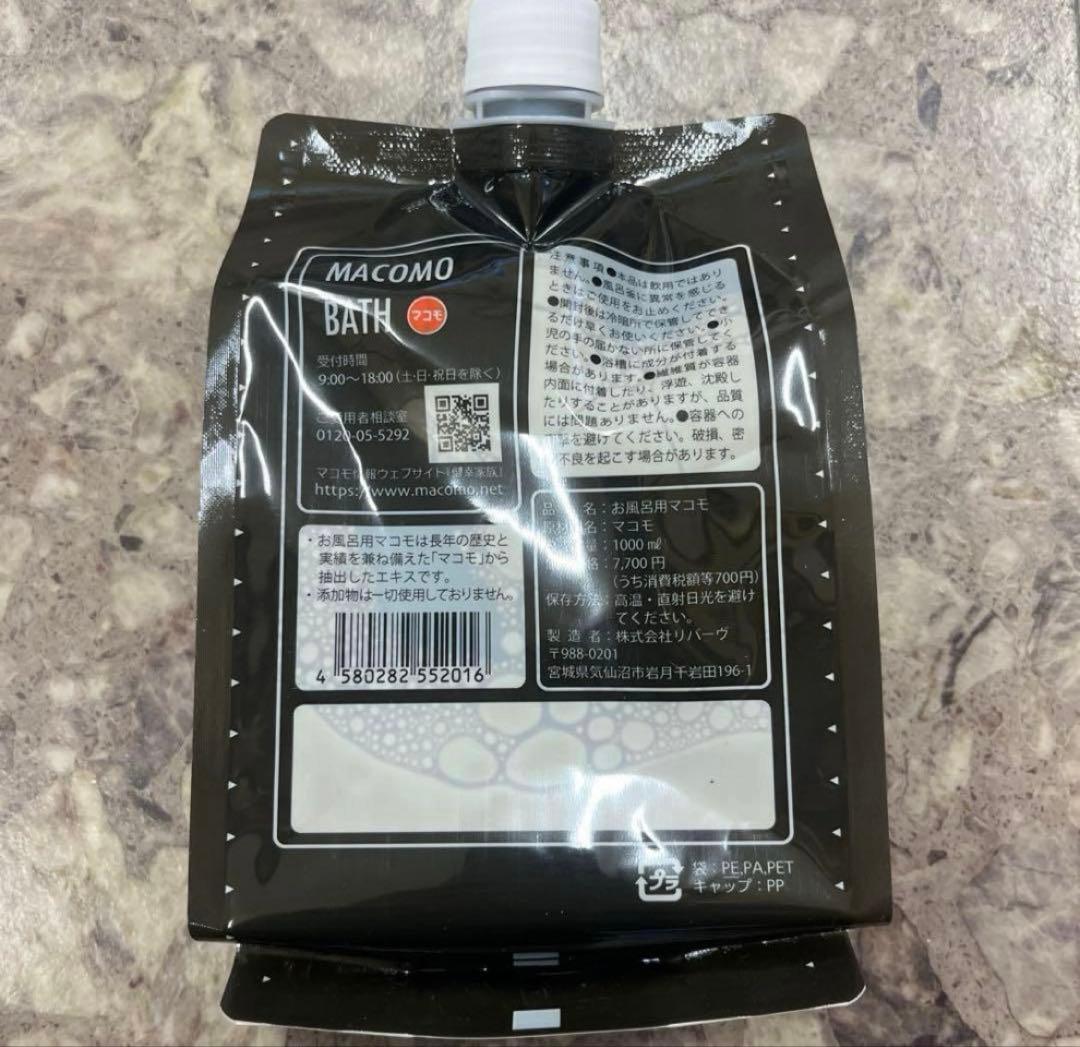 MACOMO
BATH マコモ
受付時間
9:00〜18:00(土・日・祝日を除く)
ご愛用者相談室
0120-05-5292
マコモ情報ウェブサイト「健幸家族」
https://www.macomo.net
・お風呂用マコモは長年の歴史と
実績を兼ね備えた「マコモ」から
抽出したエキスです。
・添加物は一切使用しておりません。
4 580282 552016
注意事項●本品は飲用ではあり
ません。●風呂釜に異常を感じる
ときはご使用をお止めください。
●開封後は冷暗所で保管してでき
るだけ早くお使いください。●小
児の手の届かない所に保管してく
ださい。●浴槽に成分が付着する
場合があります。●繊維質が容器
内面に付着したり、浮遊、沈殿し
たりすることがありますが、品質
には問題ありません。●容器への
衝撃を避けてください。破損、密
不良を起こす場合があります。
品 名:お風呂用マコモ
原材 名:マコモ
量:1000㎖
格:7,700円
(うち消費税額等700円)
保存方法:高温・直射日光を避け
てください。
製造者:株式会社リバーヴ
〒988-0201
宮城県気仙沼市岩月千岩田196-1
プラ
袋:PE,PA,PET
キャップ:PP